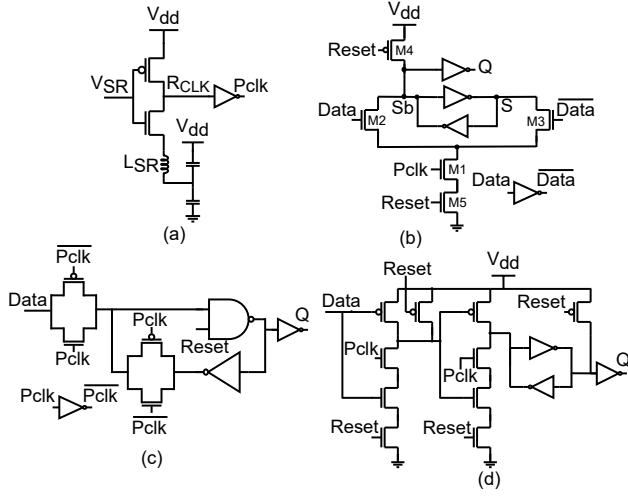 Vdd
VSR
RCLK
Pclk
Vdd
LSR
(a)
Vdd
Reset
M4
Q
Data
M2
Sb
S
M3
Data
Pclk
M1
Reset
M5
Data
Data
(b)
Pclk
Data
Pclk
Pclk
Reset
Q
Pclk
Pclk
Pclk
(c)
Vdd
Reset
Data
Reset
Pclk
Pclk
Q
Reset
Reset
(d)